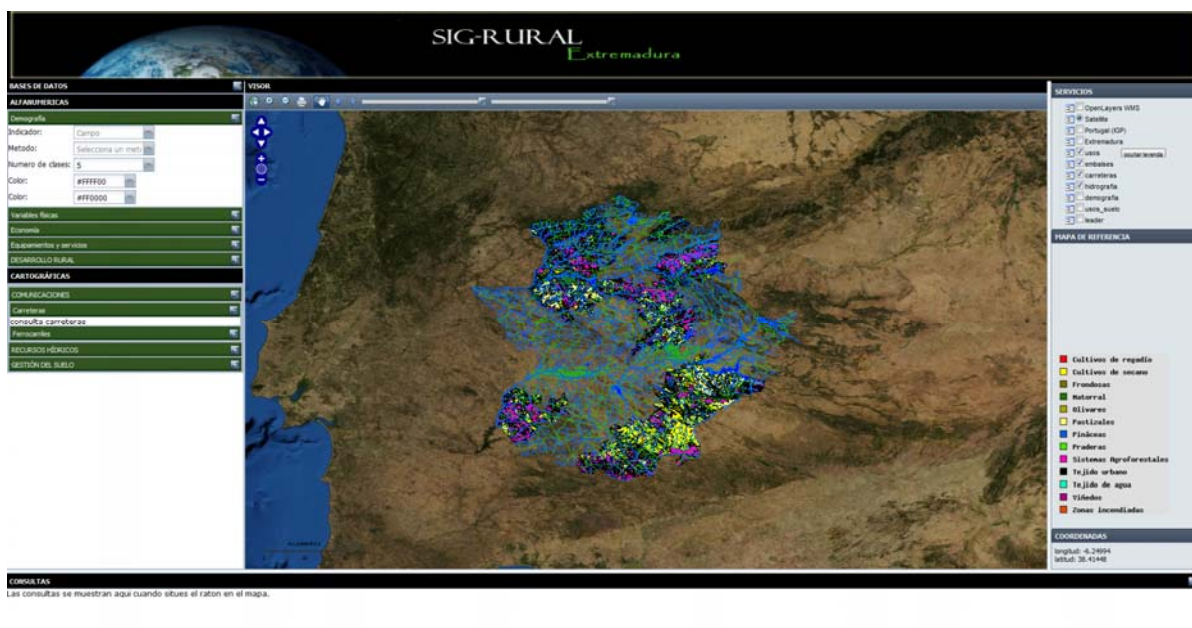 SIG-RURAL
Extremadura
BASES DE DATOS
ALFANUMERICAS
Demografía
Indicador:
Campo
Metodo:
Selecciona un met
Numero de clases:
5
Color:
#FFFF00
Color:
#FF0000
Variables físicas
Economía
Equipamientos y servicios
DESARROLLO RURAL
CARTOGRÁFICAS
COMUNICACIONES
Carreteras
consulta carreteras
Ferrocarriles
RECURSOS HÍDRICOS
GESTIÓN DEL SUELO
VISOR
SERVICIOS
OpenLayers WMS
Satelite
Portugal (IGP)
Extremadura
usos
ocultar leyenda
embalses
carreteras
hidrografia
demografia
usos_suelo
leader
MAPA DE REFERENCIA
Cultivos de regadío
Cultivos de secano
Frondosas
Matorral
Olivares
Pastizales
Pináceas
Praderas
Sistemas Agroforestales
Tejido urbano
Tejido de agua
Viñedos
Zonas incendiadas
COORDENADAS
longitud: -6.24994
latitud: 38.41448
CONSULTAS
Las consultas se muestran aqui cuando situes el raton en el mapa.